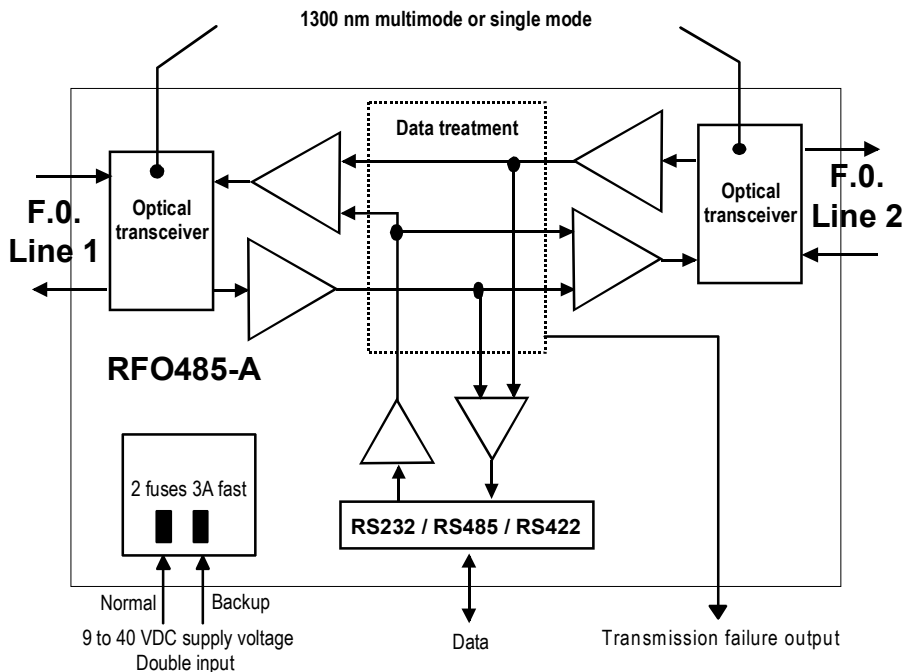 1300 nm multimode or single mode
Data treatment
F.0.
Line 1
Optical
transceiver
Optical
transceiver
F.0.
Line 2
RFO485-A
2 fuses 3A fast
RS232 / RS485 / RS422
Normal
Backup
9 to 40 VDC supply voltage
Double input
Data
Transmission failure output